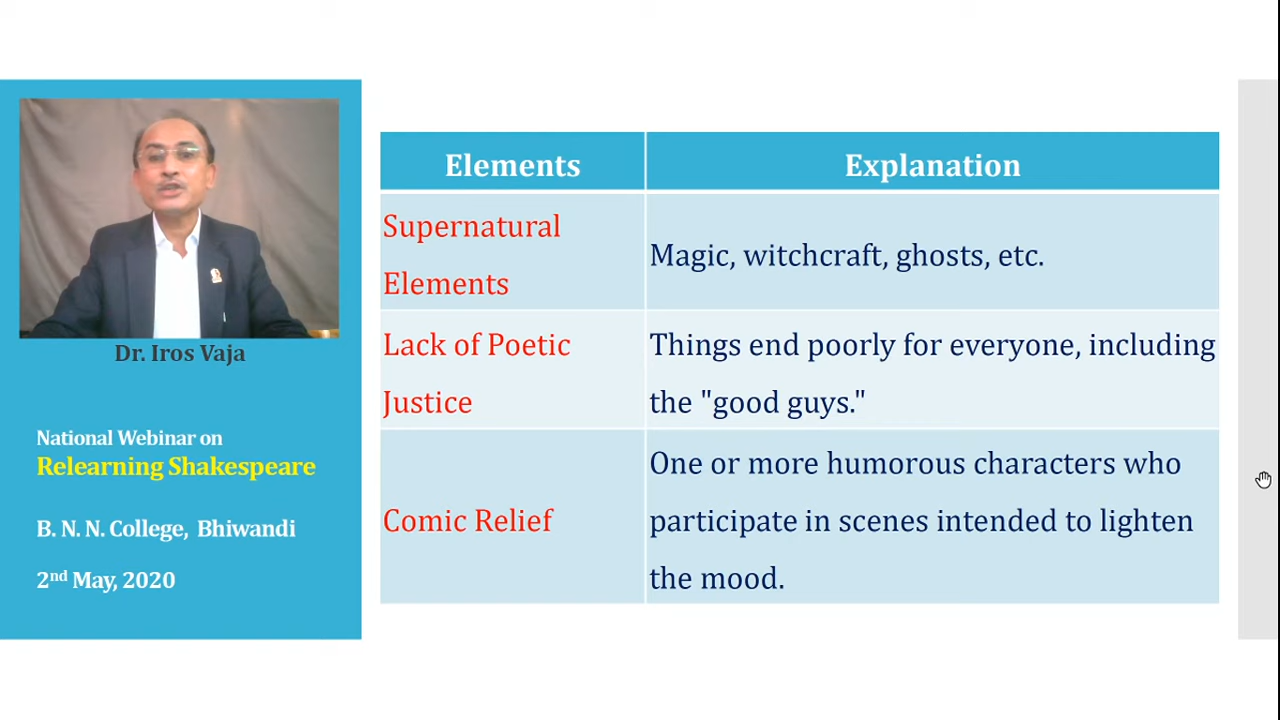 Dr. Iros Vaja
National Webinar on
Relearning Shakespeare
B. N. N. College, Bhiwandi
2nd May, 2020
Elements
Explanation
Supernatural
Elements
Magic, witchcraft, ghosts, etc.
Lack of Poetic
Justice
Things end poorly for everyone, including
the "good guys."
Comic Relief
One or more humorous characters who
participate in scenes intended to lighten
the mood.